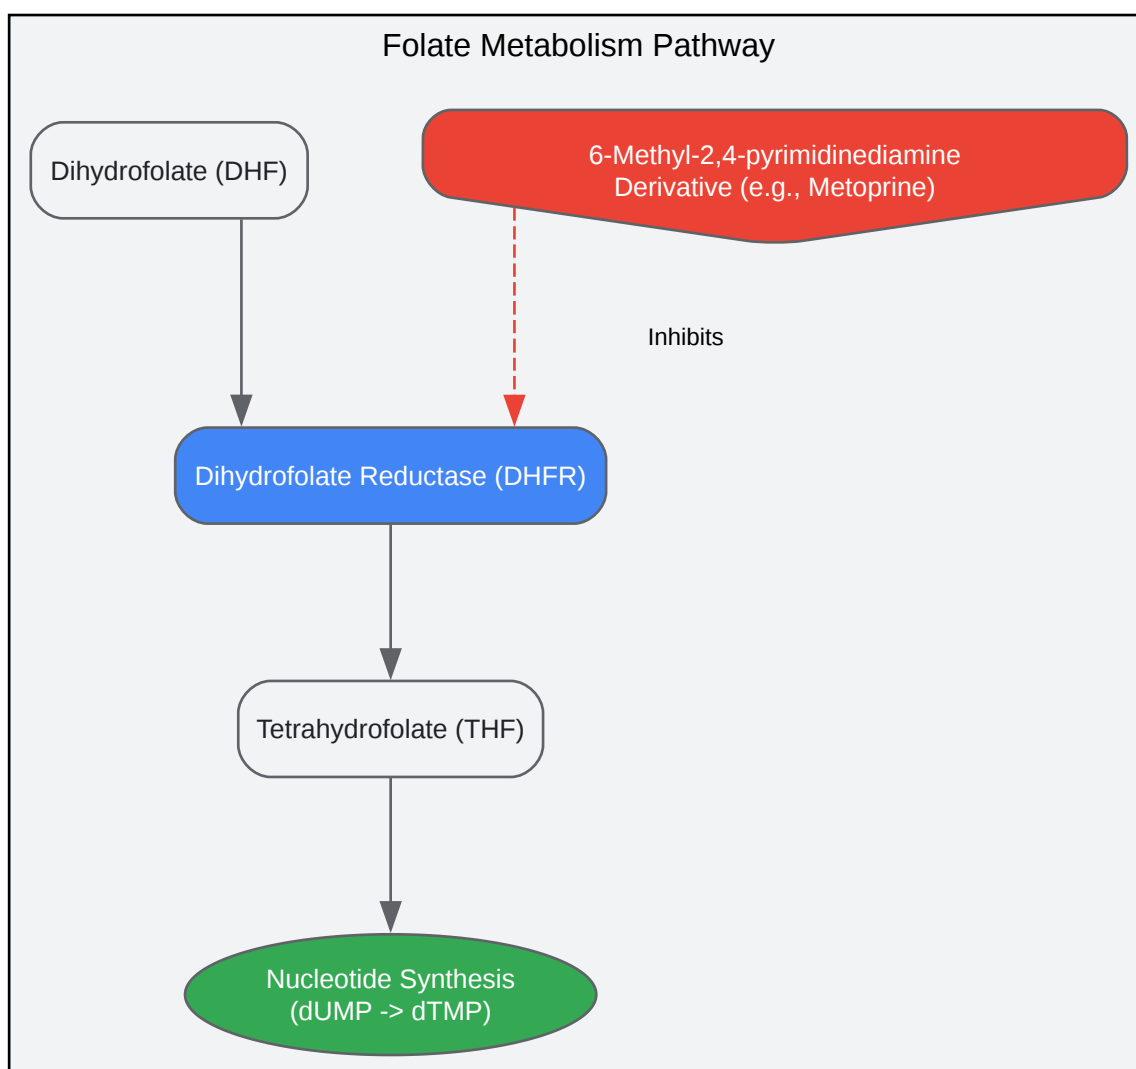 Folate Metabolism Pathway
Dihydrofolate (DHF)
6-Methyl-2,4-pyrimidinediamine
Derivative (e.g., Metoprine)
Inhibits
Dihydrofolate Reductase (DHFR)
Tetrahydrofolate (THF)
Nucleotide Synthesis
(dUMP -> dTMP)